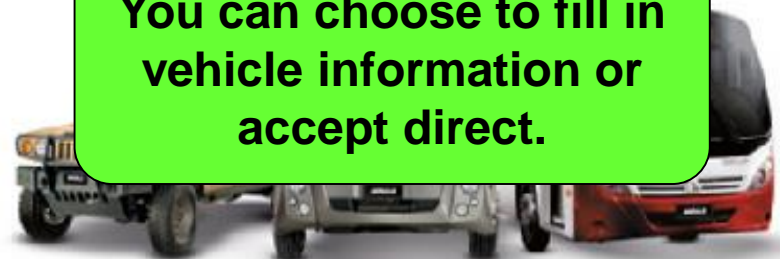 You can choose to fill in
vehicle information or
accept direct.